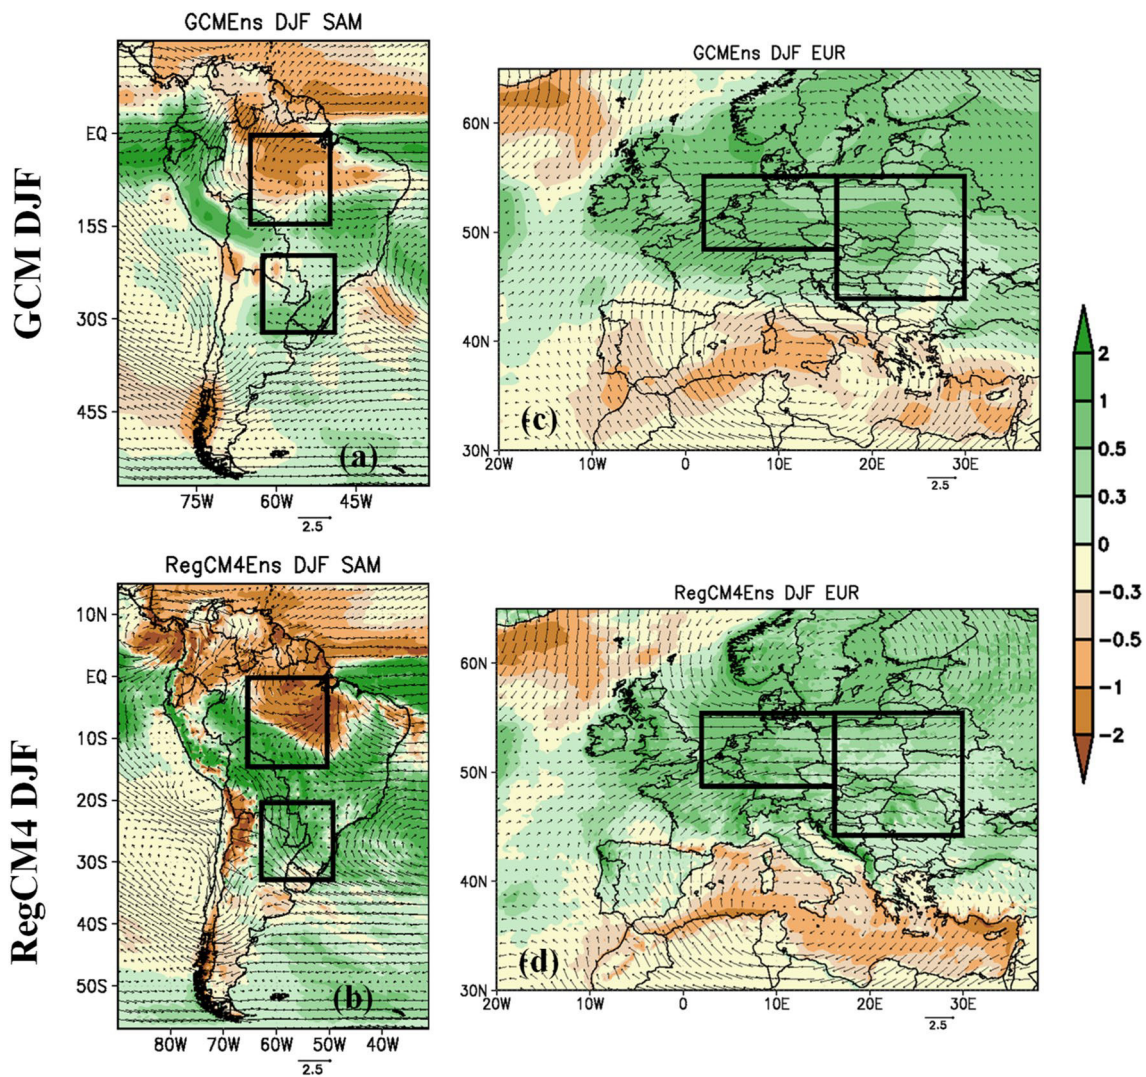 GCM DJF
GCMEns DJF SAM
EQ
15S
30S
45S
(a)
75W 60W 45W
2.5
GCMEns DJF EUR
60N
50N
40N
30N
(c)
20W 10W 0 10E 20E 30E
2.5
RegCM4 DJF
RegCM4Ens DJF SAM
10N
EQ
10S
20S
30S
40S
50S
(b)
80W 70W 60W 50W 40W
2.5
RegCM4Ens DJF EUR
60N
50N
40N
30N
(d)
20W 10W 0 10E 20E 30E
2.5
2
1
0.5
0.3
0
-0.3
-0.5
-1
-2